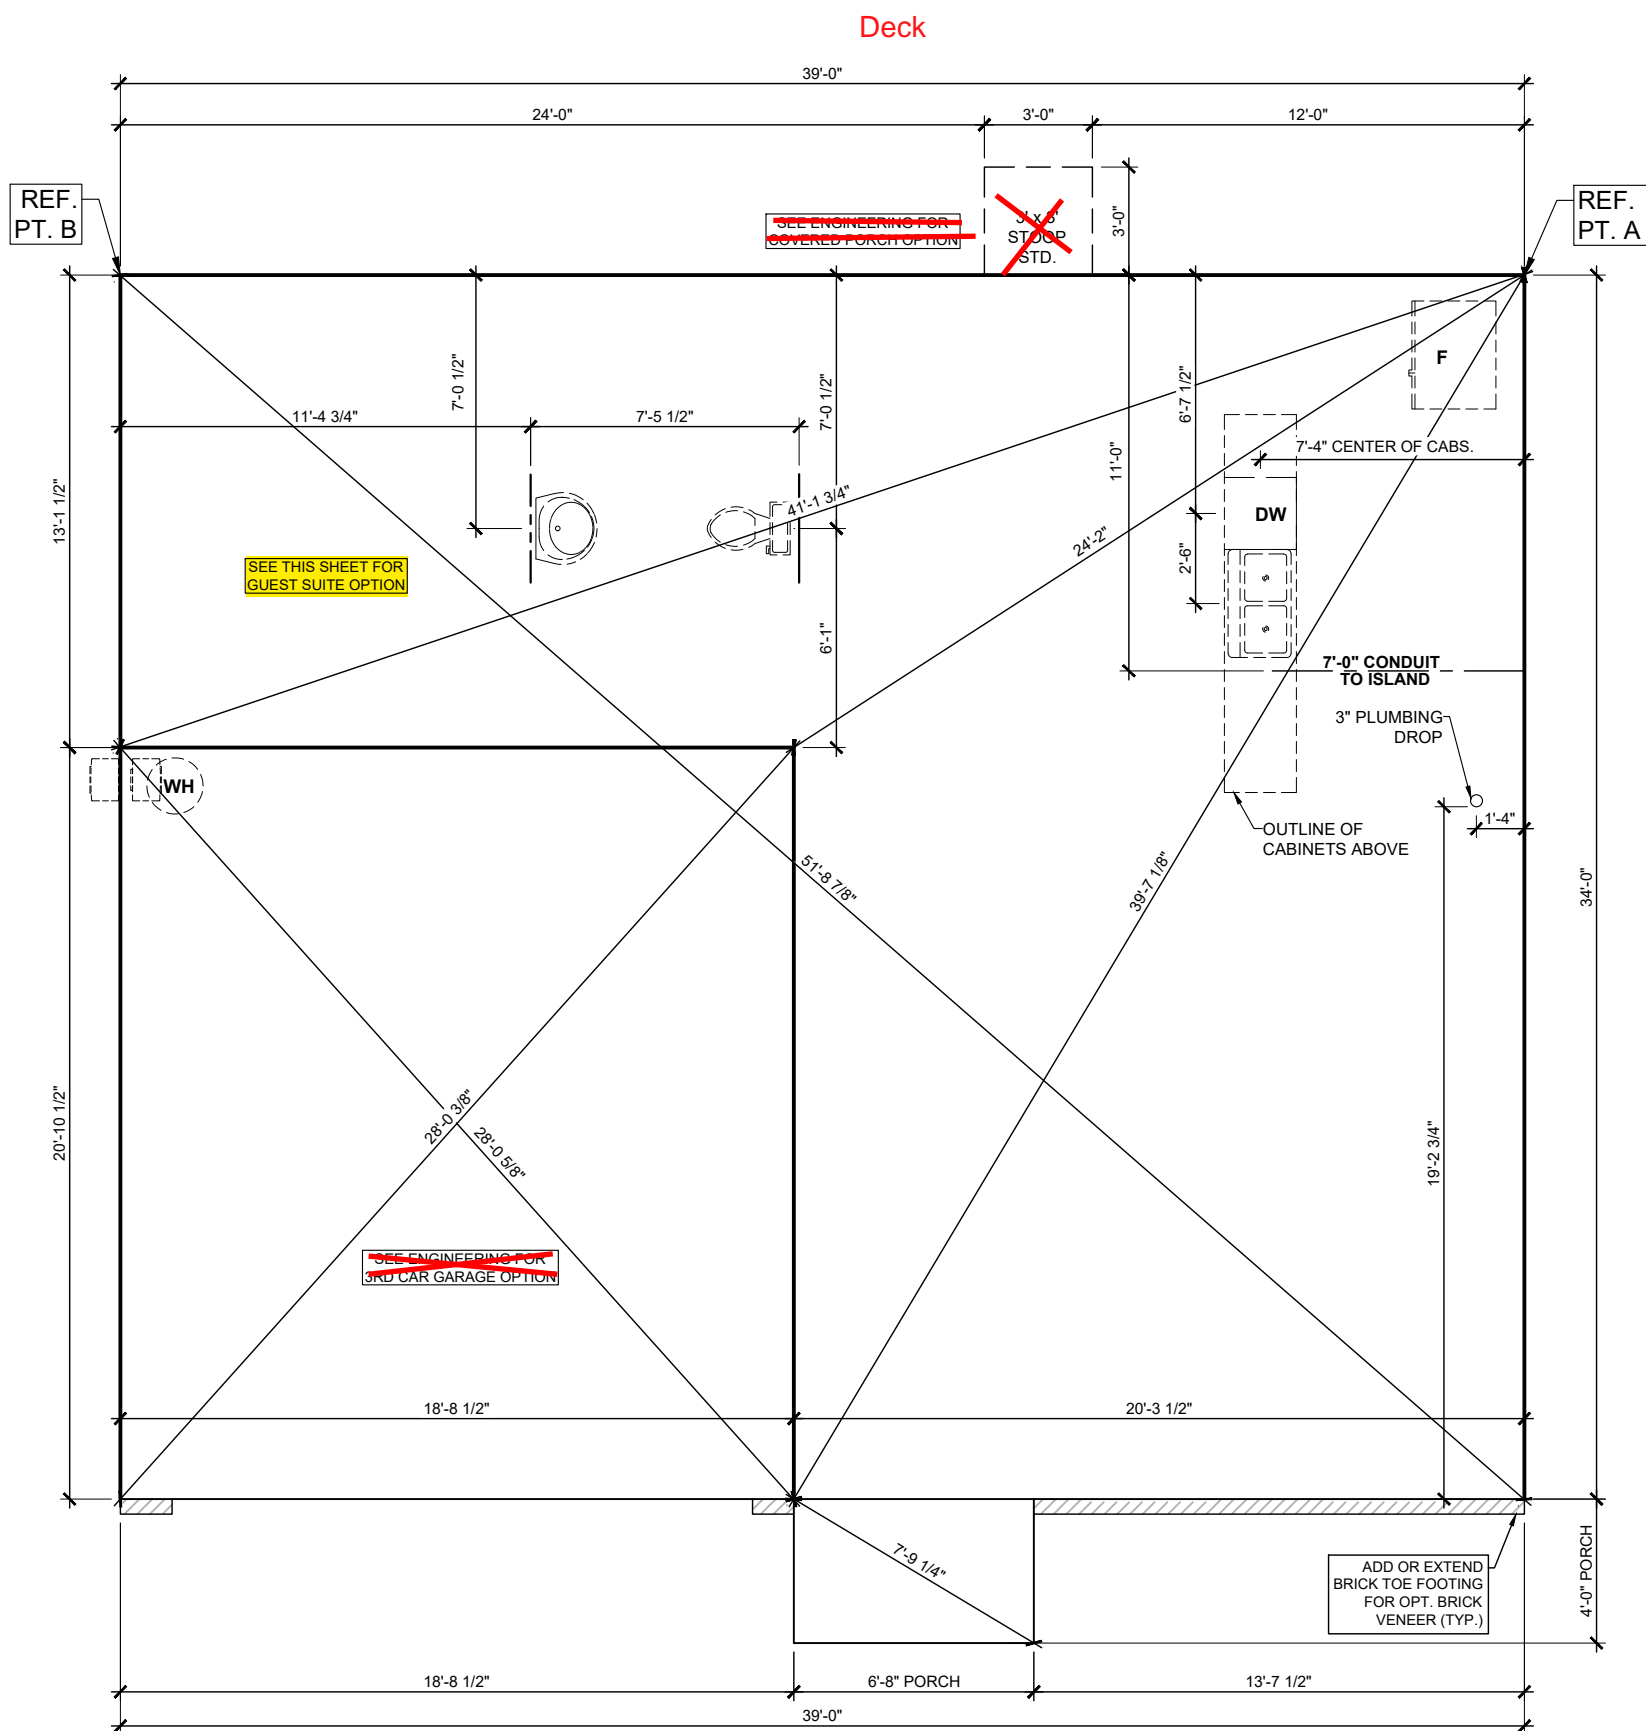 Deck
39'-0"
24'-0"
3'-0"
12'-0"
REF.
PT. B
REF.
PT. A
SEE ENGINEERING FOR
COVERED PORCH OPTION
3' x 3'
STOOP
STD.
3'-0"
7'-0 1/2"
7'-0 1/2"
6'-7 1/2"
F
11'-4 3/4"
7'-5 1/2"
7'-4" CENTER OF CABS.
11'-0"
13'-1 1/2"
41'-1 3/4"
24'-2"
DW
2'-6"
SEE THIS SHEET FOR
GUEST SUITE OPTION
6'-1"
7'-0" CONDUIT
TO ISLAND
3" PLUMBING
DROP
WH
OUTLINE OF
CABINETS ABOVE
1'-4"
51'-8 7/8"
39'-7 1/8"
34'-0"
20'-10 1/2"
28'-0 3/8"
28'-0 5/8"
19'-2 3/4"
SEE ENGINEERING FOR
3RD CAR GARAGE OPTION
18'-8 1/2"
20'-3 1/2"
7'-9 1/4"
ADD OR EXTEND
BRICK TOE FOOTING
FOR OPT. BRICK
VENEER (TYP.)
4'-0" PORCH
18'-8 1/2"
6'-8" PORCH
13'-7 1/2"
39'-0"